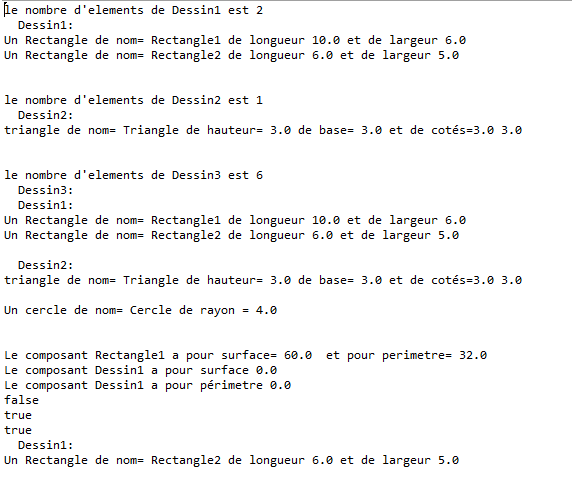 le nombre d'elements de Dessin1 est 2
  Dessin1:
Un Rectangle de nom= Rectangle1 de longueur 10.0 et de largeur 6.0
Un Rectangle de nom= Rectangle2 de longueur 6.0 et de largeur 5.0
le nombre d'elements de Dessin2 est 1
  Dessin2:
triangle de nom= Triangle de hauteur= 3.0 de base= 3.0 et de cotés=3.0 3.0
le nombre d'elements de Dessin3 est 6
  Dessin3:
  Dessin1:
Un Rectangle de nom= Rectangle1 de longueur 10.0 et de largeur 6.0
Un Rectangle de nom= Rectangle2 de longueur 6.0 et de largeur 5.0
  Dessin2:
triangle de nom= Triangle de hauteur= 3.0 de base= 3.0 et de cotés=3.0 3.0
Un cercle de nom= Cercle de rayon = 4.0
Le composant Rectangle1 a pour surface= 60.0  et pour perimetre= 32.0
Le composant Dessin1 a pour surface 0.0
Le composant Dessin1 a pour périmetre 0.0
false
true
true
  Dessin1:
Un Rectangle de nom= Rectangle2 de longueur 6.0 et de largeur 5.0